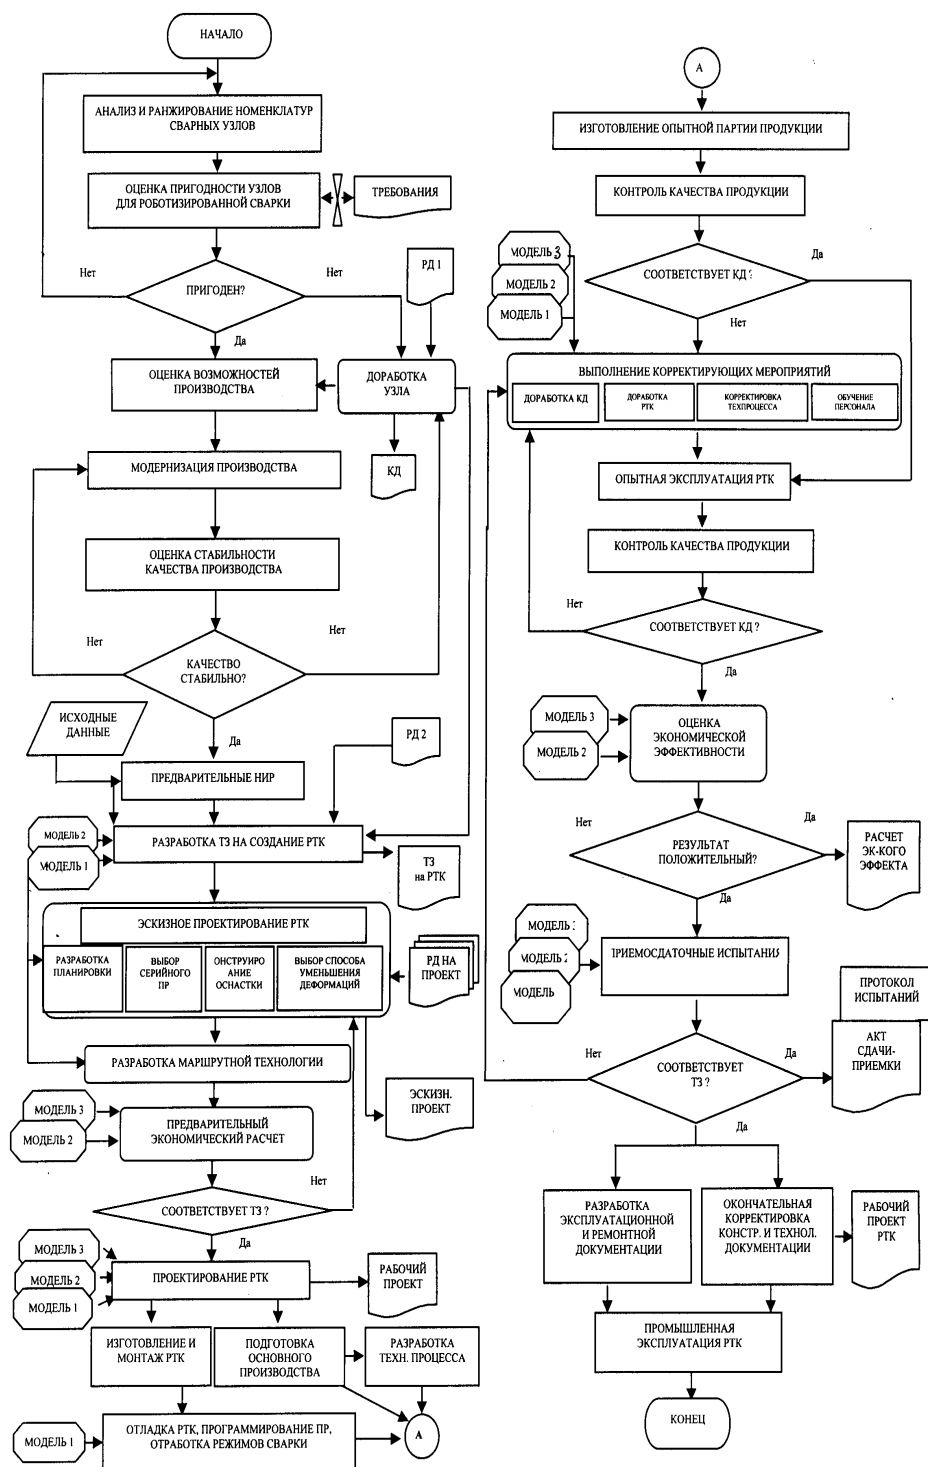 НАЧАЛО
АНАЛИЗ И РАНЖИРОВАНИЕ НОМЕНКЛАТУР
СВАРНЫХ УЗЛОВ
ОЦЕНКА ПРИГОДНОСТИ УЗЛОВ
ДЛЯ РОБОТИЗИРОВАННОЙ СВАРКИ
ТРЕБОВАНИЯ
Нет
Нет
РД 1
ПРИГОДЕН?
Да
ОЦЕНКА ВОЗМОЖНОСТЕЙ
ПРОИЗВОДСТВА
ДОРАБОТКА
УЗЛА
МОДЕРНИЗАЦИЯ ПРОИЗВОДСТВА
КД
ОЦЕНКА СТАБИЛЬНОСТИ
КАЧЕСТВА ПРОИЗВОДСТВА
Нет
Нет
КАЧЕСТВО
СТАБИЛЬНО?
ИСХОДНЫЕ
ДАННЫЕ
Да
РД 2
ПРЕДВАРИТЕЛЬНЫЕ НИР
МОДЕЛЬ 2
МОДЕЛЬ 1
РАЗРАБОТКА ТЗ НА СОЗДАНИЕ РТК
ТЗ
на РТК
ЭСКИЗНОЕ ПРОЕКТИРОВАНИЕ РТК
РАЗРАБОТКА
ПЛАНИРОВКИ
ВЫБОР
СЕРИЙНОГО
ПР
ОНСТРУИРО
АНИЕ
ОСНАСТКИ
ВЫБОР СПОСОБА
УМЕНЬШЕНИЯ
ДЕФОРМАЦИЙ
РД НА
ПРОЕКТ
РАЗРАБОТКА МАРШРУТНОЙ ТЕХНОЛОГИИ
ЭСКИЗН.
ПРОЕКТ
МОДЕЛЬ 3
МОДЕЛЬ 2
ПРЕДВАРИТЕЛЬНЫЙ
ЭКОНОМИЧЕСКИЙ РАСЧЕТ
Нет
СООТВЕТСТВУЕТ ТЗ ?
Да
МОДЕЛЬ 3
МОДЕЛЬ 2
МОДЕЛЬ 1
ПРОЕКТИРОВАНИЕ РТК
РАБОЧИЙ
ПРОЕКТ
ИЗГОТОВЛЕНИЕ И
МОНТАЖ РТК
ПОДГОТОВКА
ОСНОВНОГО
ПРОИЗВОДСТВА
РАЗРАБОТКА
ТЕХН. ПРОЦЕССА
МОДЕЛЬ 1
ОТЛАДКА РТК, ПРОГРАММИРОВАНИЕ ПР,
ОТРАБОТКА РЕЖИМОВ СВАРКИ
А
А
ИЗГОТОВЛЕНИЕ ОПЫТНОЙ ПАРТИИ ПРОДУКЦИИ
КОНТРОЛЬ КАЧЕСТВА ПРОДУКЦИИ
МОДЕЛЬ 3
МОДЕЛЬ 2
МОДЕЛЬ 1
СООТВЕТСТВУЕТ КД ?
Да
Нет
ВЫПОЛНЕНИЕ КОРРЕКТИРУЮЩИХ МЕРОПРИЯТИЙ
ДОРАБОТКА КД
ДОРАБОТКА
РТК
КОРРЕКТИРОВКА
ТЕХПРОЦЕССА
ОБУЧЕНИЕ
ПЕРСОНАЛА
ОПЫТНАЯ ЭКСПЛУАТАЦИЯ РТК
КОНТРОЛЬ КАЧЕСТВА ПРОДУКЦИИ
Нет
СООТВЕТСТВУЕТ КД ?
Да
МОДЕЛЬ 3
МОДЕЛЬ 2
ОЦЕНКА
ЭКОНОМИЧЕСКОЙ
ЭФФЕКТИВНОСТИ
Нет
Да
РЕЗУЛЬТАТ
ПОЛОЖИТЕЛЬНЫЙ?
РАСЧЕТ
ЭК-КОГО
ЭФФЕКТА
Да
МОДЕЛЬ
МОДЕЛЬ
МОДЕЛЬ
ПРИЕМОСДАТОЧНЫЕ ИСПЫТАНИЯ
ПРОТОКОЛ
ИСПЫТАНИЙ
АКТ
СДАЧИ-
ПРИЕМКИ
Нет
Да
СООТВЕТСТВУЕТ
ТЗ ?
Да
РАЗРАБОТКА
ЭКСПЛУАТАЦИОННОЙ
И РЕМОНТНОЙ
ДОКУМЕНТАЦИИ
ОКОНЧАТЕЛЬНАЯ
КОРРЕКТИРОВКА
КОНСТР. И ТЕХНОЛ.
ДОКУМЕНТАЦИИ
РАБОЧИЙ
ПРОЕКТ
РТК
ПРОМЫШЛЕННАЯ
ЭКСПЛУАТАЦИЯ РТК
КОНЕЦ